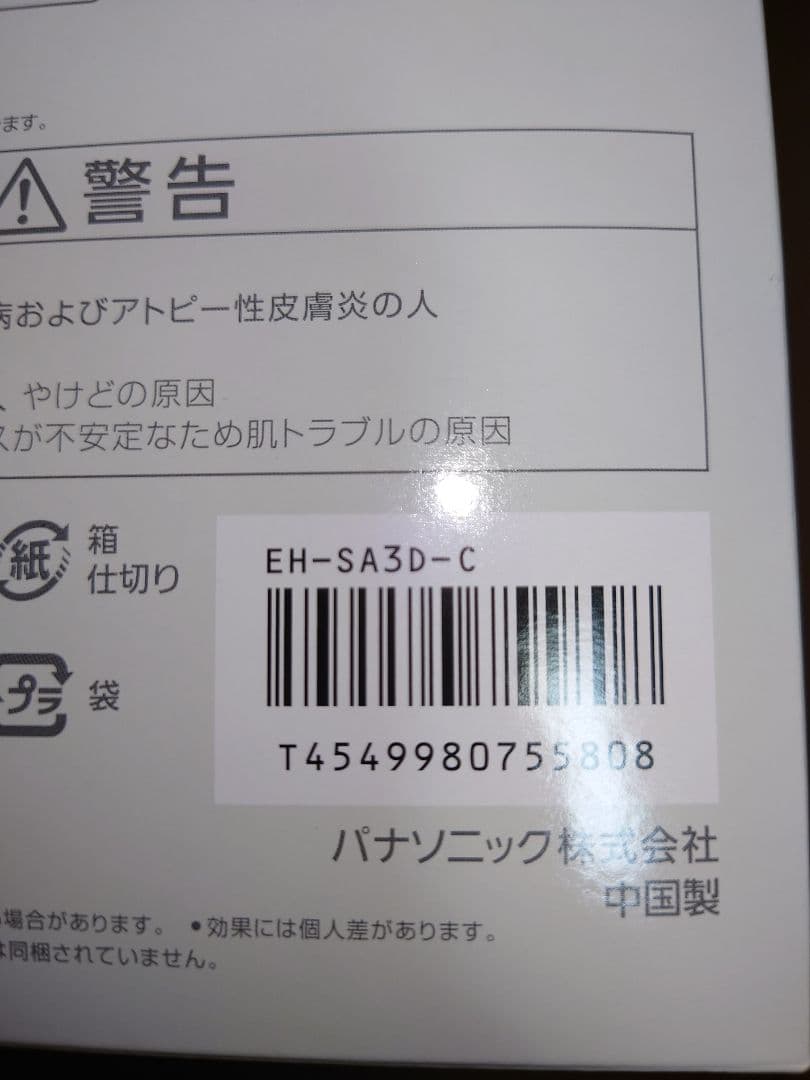 ます。
警告
病およびアトピー性皮膚炎の人
、やけどの原因
が不安定なため肌トラブルの原因
紙
箱
仕切り
プラ
袋
EH-SA3D-C
T4549980755808
パナソニック株式会社
中国製
場合があります。 ●効果には個人差があります。
は同梱されていません。